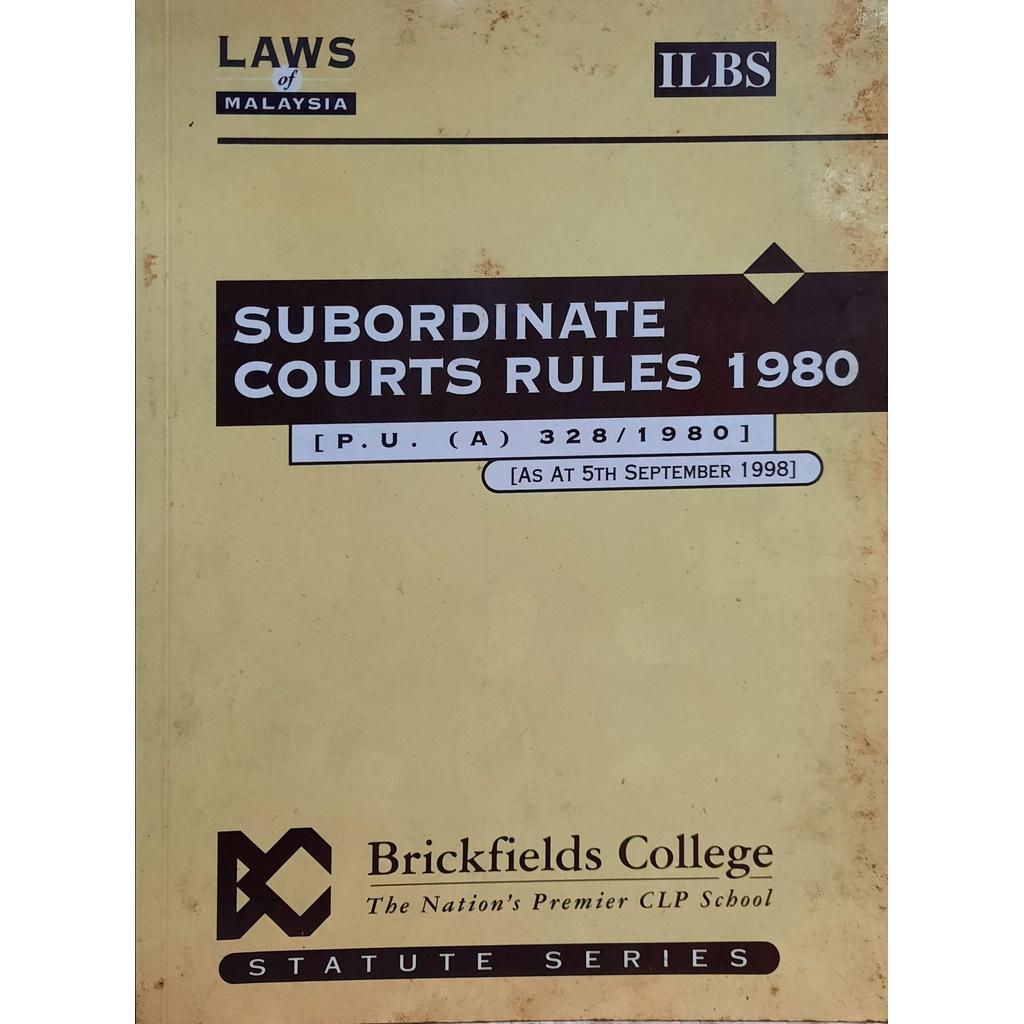 LAWS
of
MALAYSIA
ILBS
SUBORDINATE
COURTS RULES 1980
[P.U. (A) 328/1980]
[AS AT 5TH SEPTEMBER 1998]
BC
Brickfields College
The Nation's Premier CLP School
STATUTE SERIES